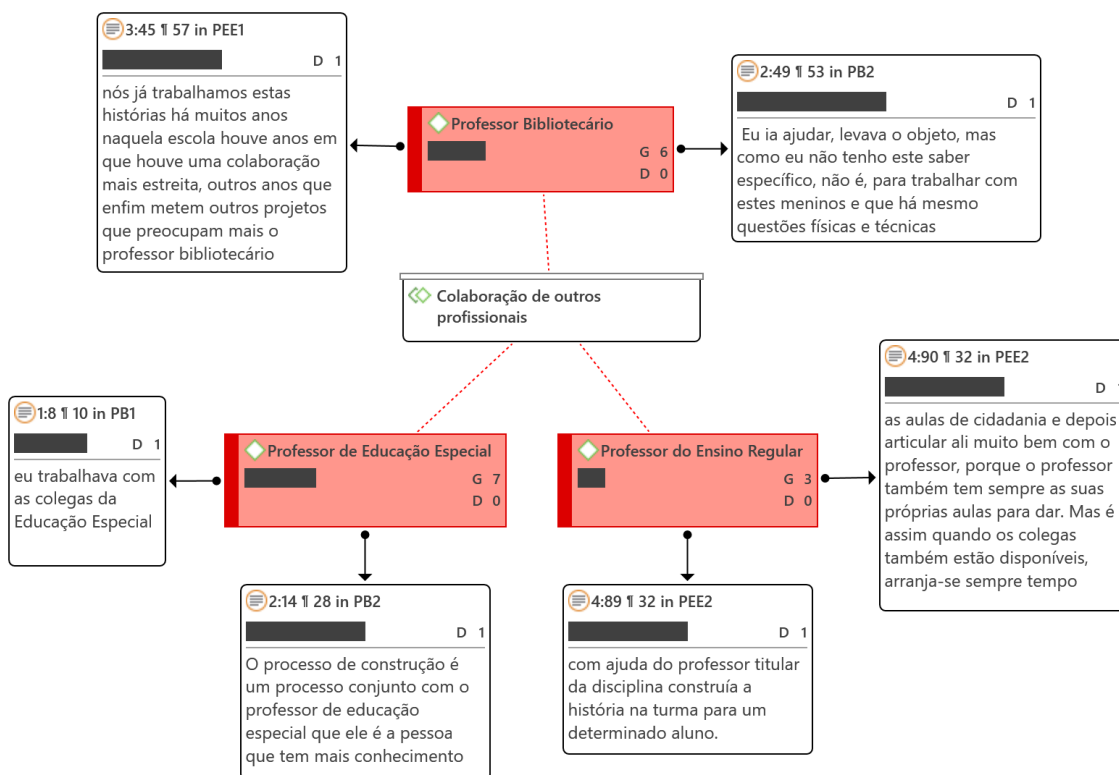 3:45 ¶ 57 in PEE1
D 1
nós já trabalhamos estas
histórias há muitos anos
naquela escola houve anos em
que houve uma colaboração
mais estreita, outros anos que
enfim metem outros projetos
que preocupam mais o
professor bibliotecário
Professor Bibliotecário
G 6
D 0
2:49 ¶ 53 in PB2
D 1
Eu ia ajudar, levava o objeto, mas
como eu não tenho este saber
específico, não é, para trabalhar com
estes meninos e que há mesmo
questões físicas e técnicas
Colaboração de outros
profissionais
1:8 ¶ 10 in PB1
D 1
eu trabalhava com
as colegas da
Educação Especial
Professor de Educação Especial
G 7
D 0
Professor do Ensino Regular
G 3
D 0
4:90 ¶ 32 in PEE2
D
as aulas de cidadania e depois
articular ali muito bem com o
professor, porque o professor
também tem sempre as suas
próprias aulas para dar. Mas é
assim quando os colegas
também estão disponíveis,
arranja-se sempre tempo
2:14 ¶ 28 in PB2
D 1
O processo de construção é
um processo conjunto com o
professor de educação
especial que ele é a pessoa
que tem mais conhecimento
4:89 ¶ 32 in PEE2
D 1
com ajuda do professor titular
da disciplina construía a
história na turma para um
determinado aluno.